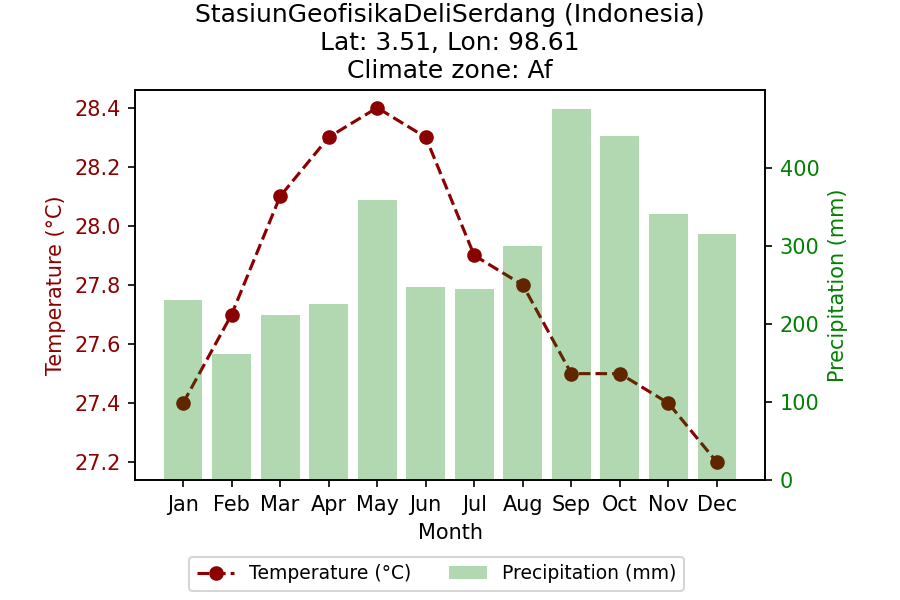 StasiunGeofisikaDeliSerdang (Indonesia)
Lat: 3.51, Lon: 98.61
Climate zone: Af
28.4
28.2
28.0
27.8
27.6
27.4
27.2
Temperature (°C)
400
300
200
100
0
Precipitation (mm)
Jan Feb Mar Apr May Jun Jul Aug Sep Oct Nov Dec
Month
Temperature (°C) Precipitation (mm)